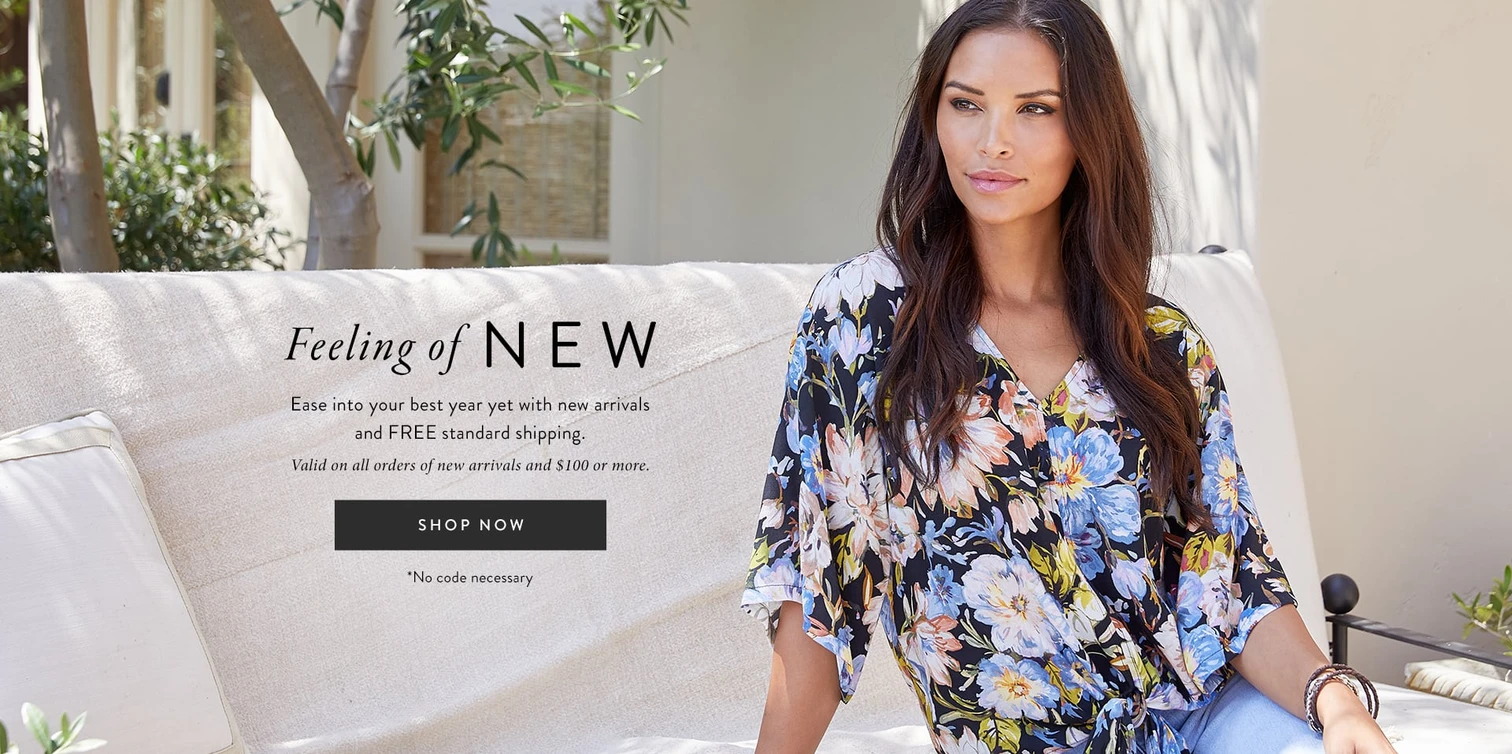 Feeling of NEW
Ease into your best year yet with new arrivals
and FREE standard shipping.
Valid on all orders of new arrivals and $100 or more.
SHOP NOW
*No code necessary